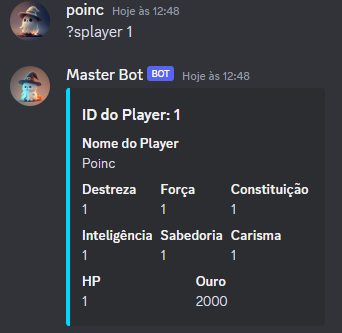 poinc Hoje às 12:48
?splayer 1
Master Bot BOT Hoje às 12:48
ID do Player: 1
Nome do Player
Poinc
Destreza Força Constituição
1 1 1
Inteligência Sabedoria Carisma
1 1 1
HP Ouro
1 2000